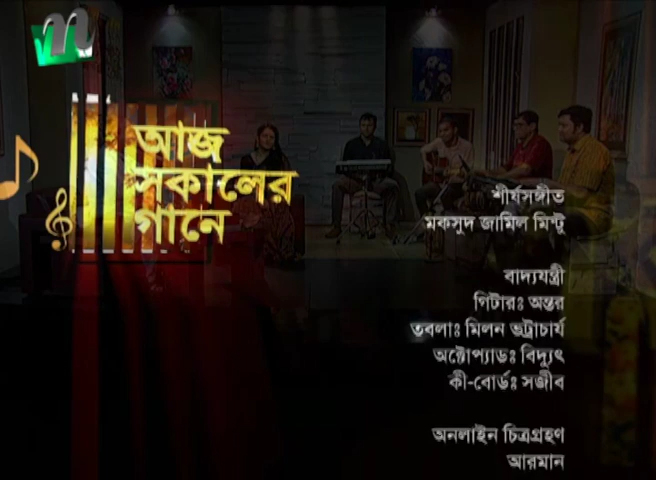 আজ
সকালের
গানে
শীর্ষসঙ্গীত
মকসুদ জামিল মিন্টু
বাদ্যযন্ত্রী
গিটারঃ অন্তর
তবলাঃ মিলন ভট্রাচার্য
অক্টোপ্যাডঃ বিদ্যুৎ
কী-বোর্ডঃ সজীব
অনলাইন চিত্রগ্রহণ
আরমান